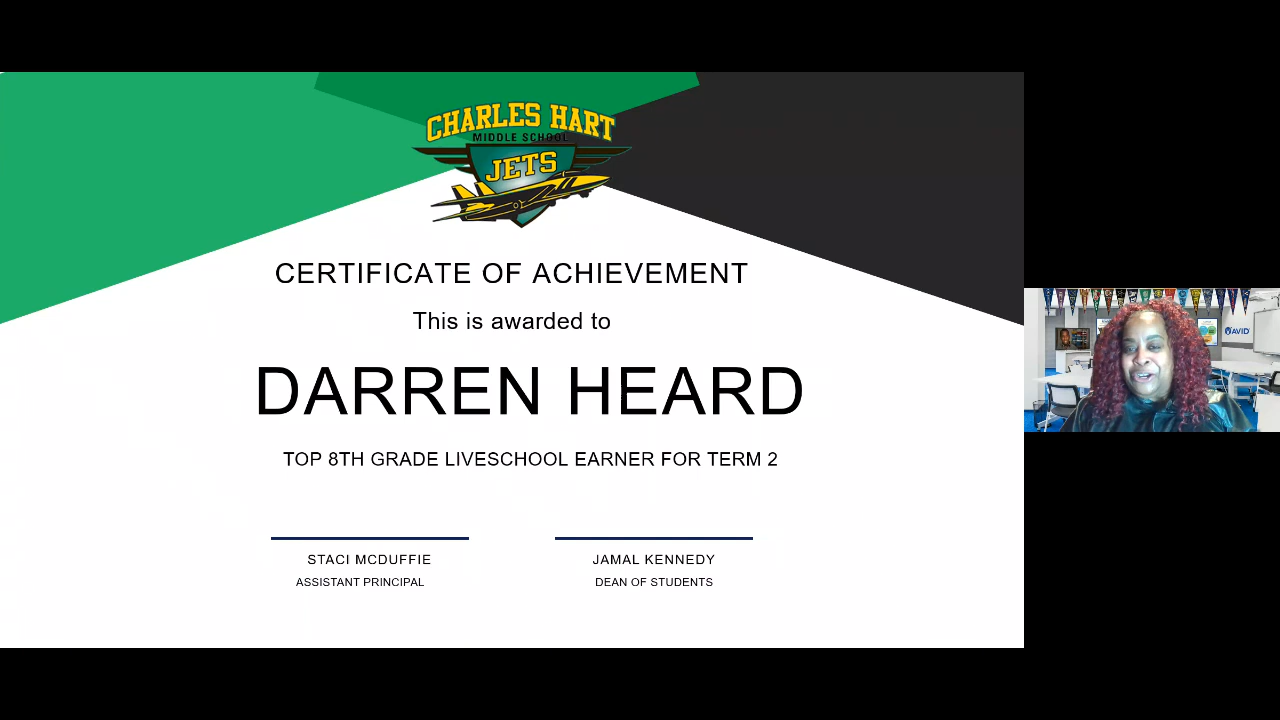 CHARLES HART
MIDDLE SCHOOL
JETS
CERTIFICATE OF ACHIEVEMENT
This is awarded to
DARREN HEARD
TOP 8TH GRADE LIVESCHOOL EARNER FOR TERM 2
STACI MCDUFFIE
ASSISTANT PRINCIPAL
JAMAL KENNEDY
DEAN OF STUDENTS
AVID